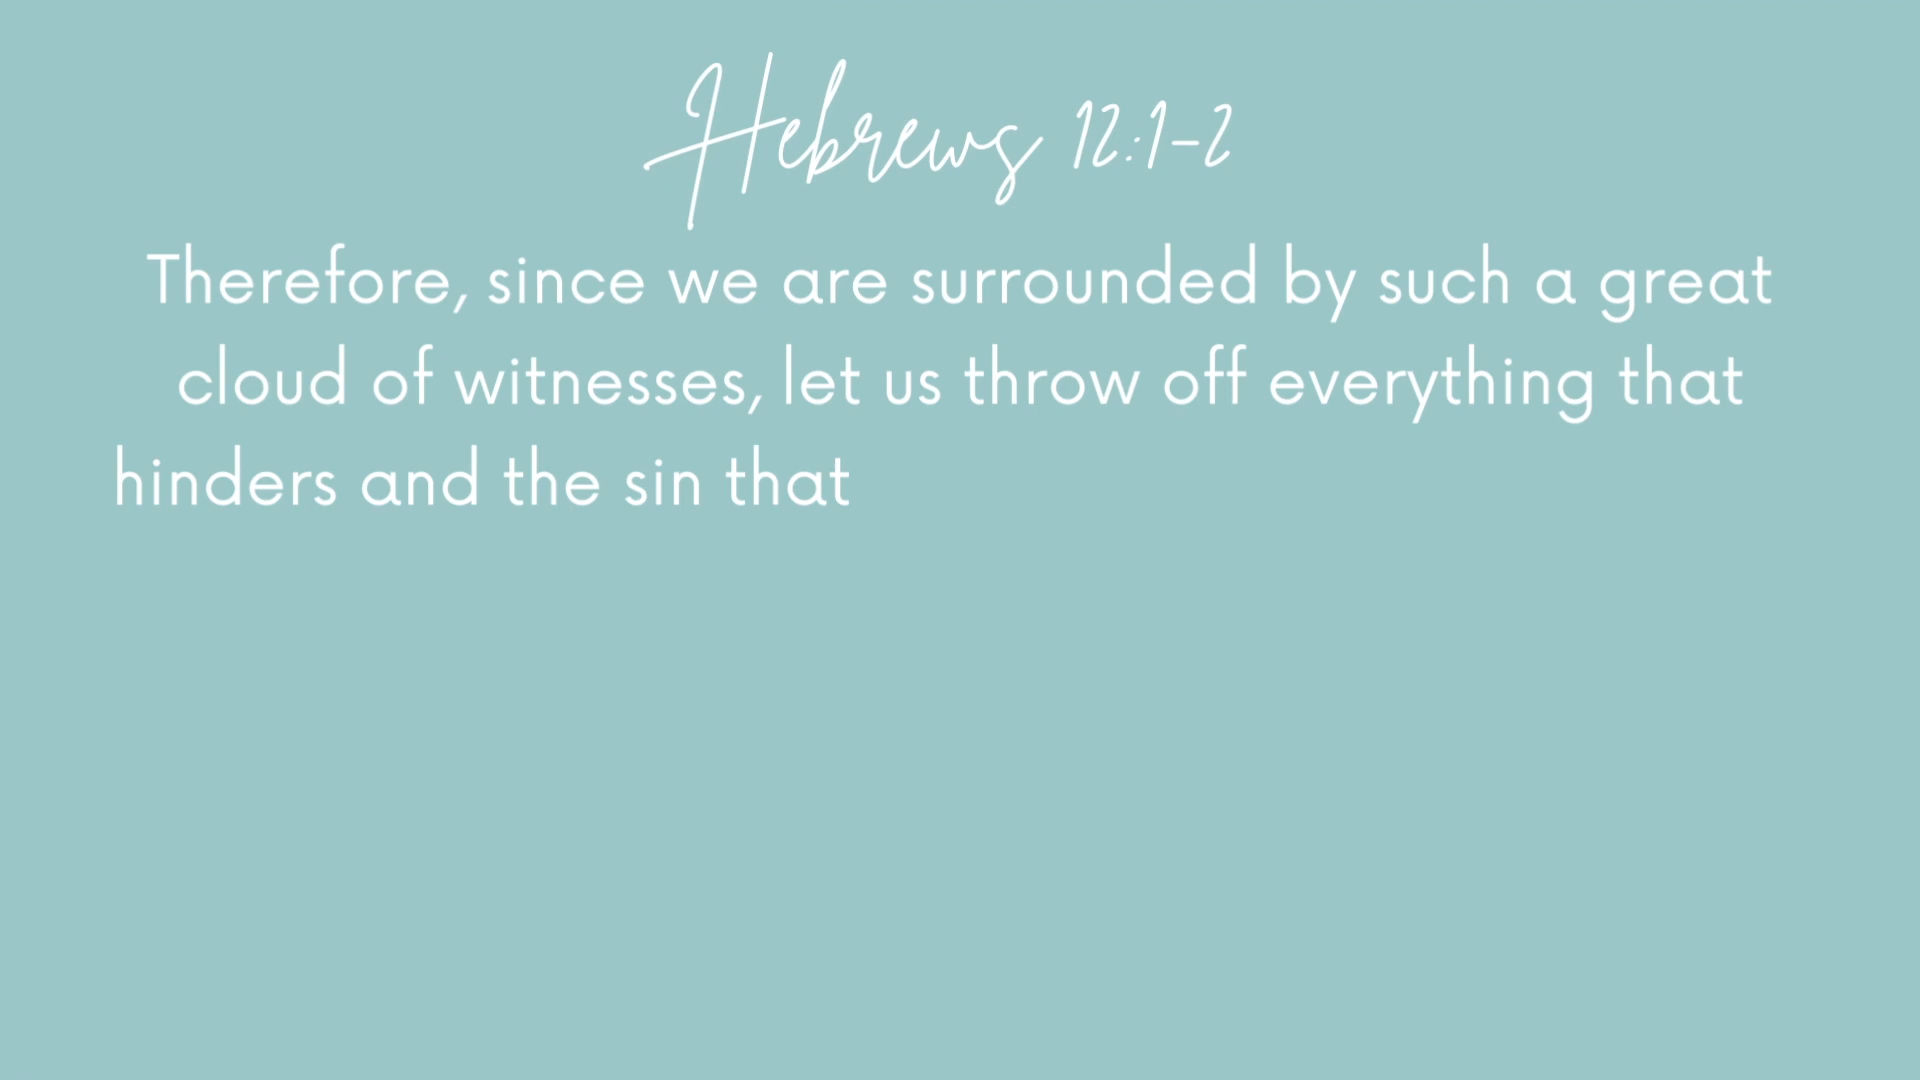 Hebrews 12:1-2
Therefore, since we are surrounded by such a great
cloud of witnesses, let us throw off everything that
hinders and the sin that